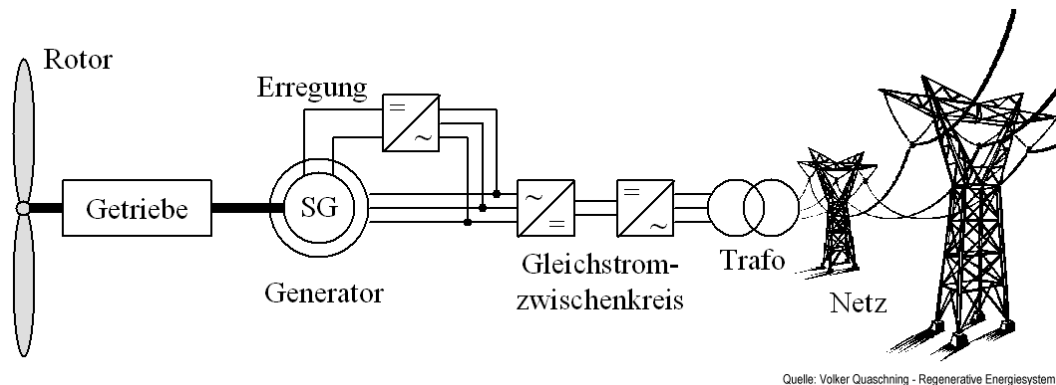 Rotor
Erregung
=
~
Getriebe
SG
~
=
=
~
Generator
Gleichstrom-
zwischenkreis
Trafo
Netz
Quelle: Volker Quaschning - Regenerative Energiesystem